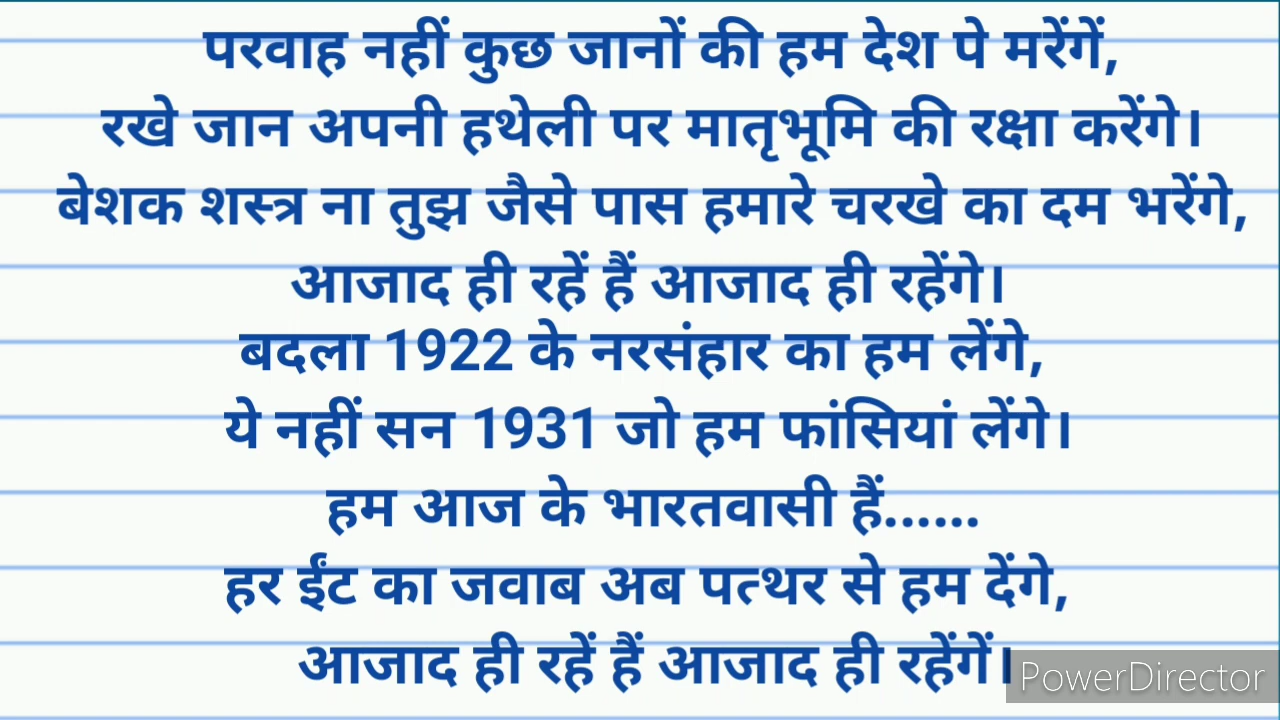 परवाह नहीं कुछ जानों की हम देश पे मरेंगें,
रखे जान अपनी हथेली पर मातृभूमि की रक्षा करेंगे।
बेशक शस्त्र ना तुझ जैसे पास हमारे चरखे का दम भरेंगे,
आजाद ही रहें हैं आजाद ही रहेंगे।
बदला 1922 के नरसंहार का हम लेंगे,
ये नहीं सन 1931 जो हम फांसियां लेंगे।
हम आज के भारतवासी हैं......
हर ईंट का जवाब अब पत्थर से हम देंगे,
आजाद ही रहें हैं आजाद ही रहेंगें।
PowerDirector